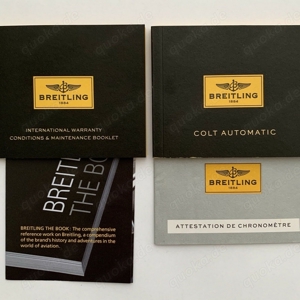 BREITLING
1884
INTERNATIONAL WARRANTY
CONDITIONS & MAINTENANCE BOOKLET
BREITLING
1884
COLT AUTOMATIC
BREITLING
THE BO
BREITLING THE BOOK: The comprehensive
reference work on Breitling, a compendium
of the brand's history and adventures in the
world of aviation.
BREITLING
1884
ATTESTATION DE CHRONOMÈTRE